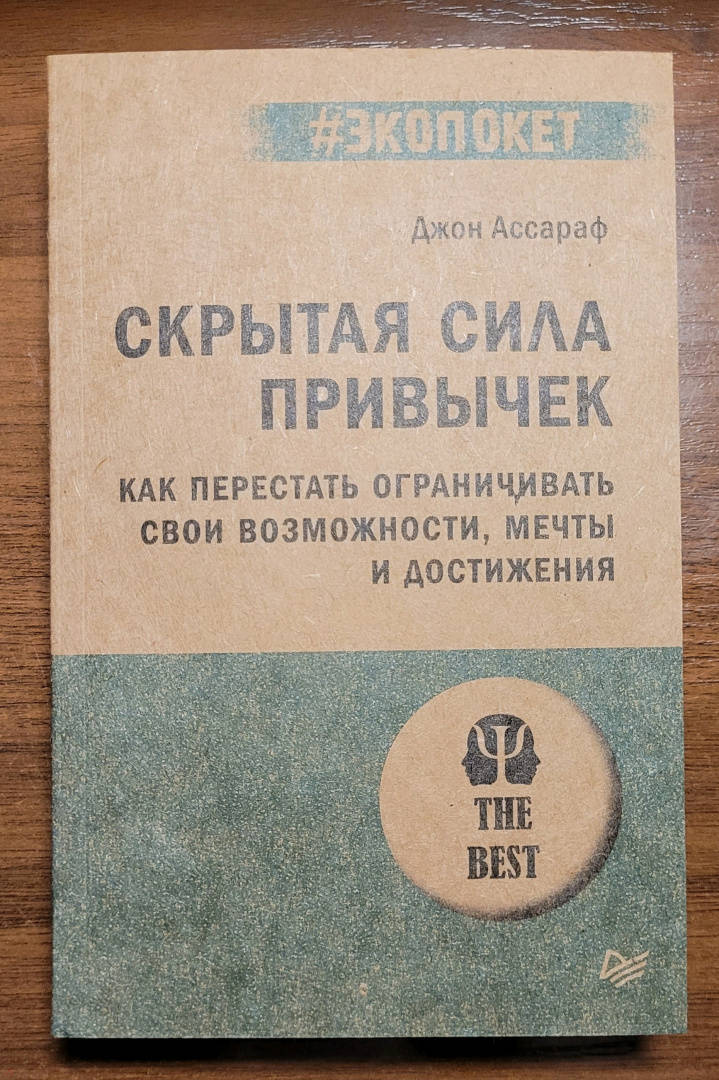 #ЭКОПОКЕТ
Джон Ассараф
СКРЫТАЯ СИЛА
ПРИВЫЧЕК
КАК ПЕРЕСТАТЬ ОГРАНИЧИВАТЬ
СВОИ ВОЗМОЖНОСТИ, МЕЧТЫ
И ДОСТИЖЕНИЯ
Ψ
THE
BEST